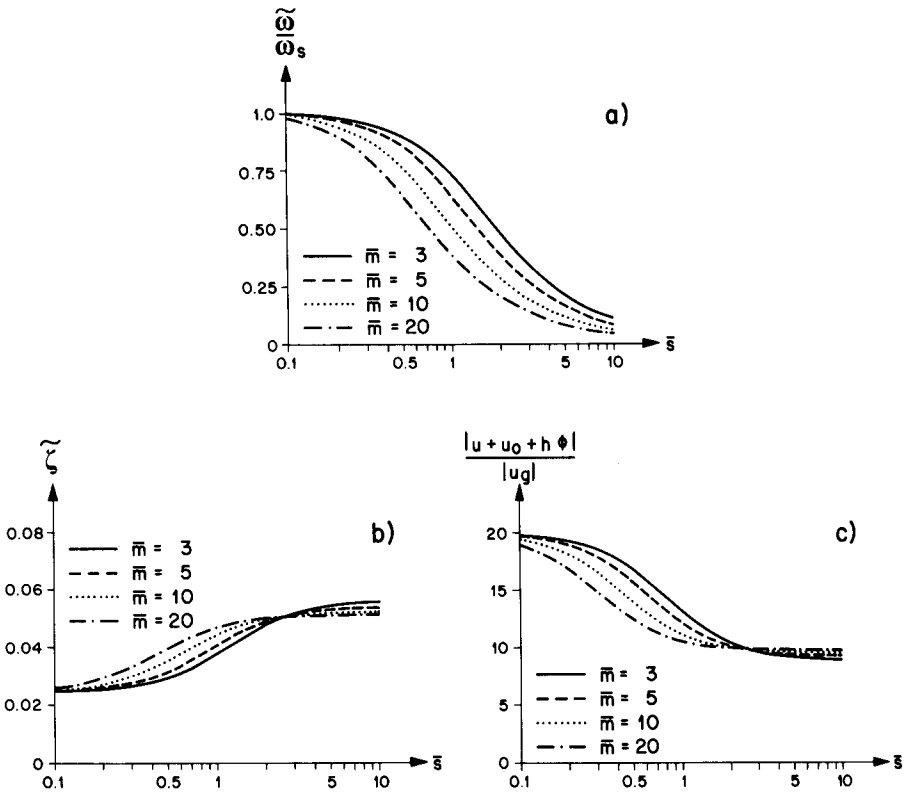 ω̃
ωs
a)
1.0
0.75
0.50
0.25
0
m̄ = 3
m̄ = 5
m̄ = 10
m̄ = 20
0.1 0.5 1 5 10
s̄
ζ̃
b)
0.08
0.06
0.04
0.02
0
m̄ = 3
m̄ = 5
m̄ = 10
m̄ = 20
0.1 0.5 1 5 10
s̄
|u + uo + h ϕ|
|ug|
c)
20
15
10
5
0
m̄ = 3
m̄ = 5
m̄ = 10
m̄ = 20
0.1 0.5 1 5 10
s̄